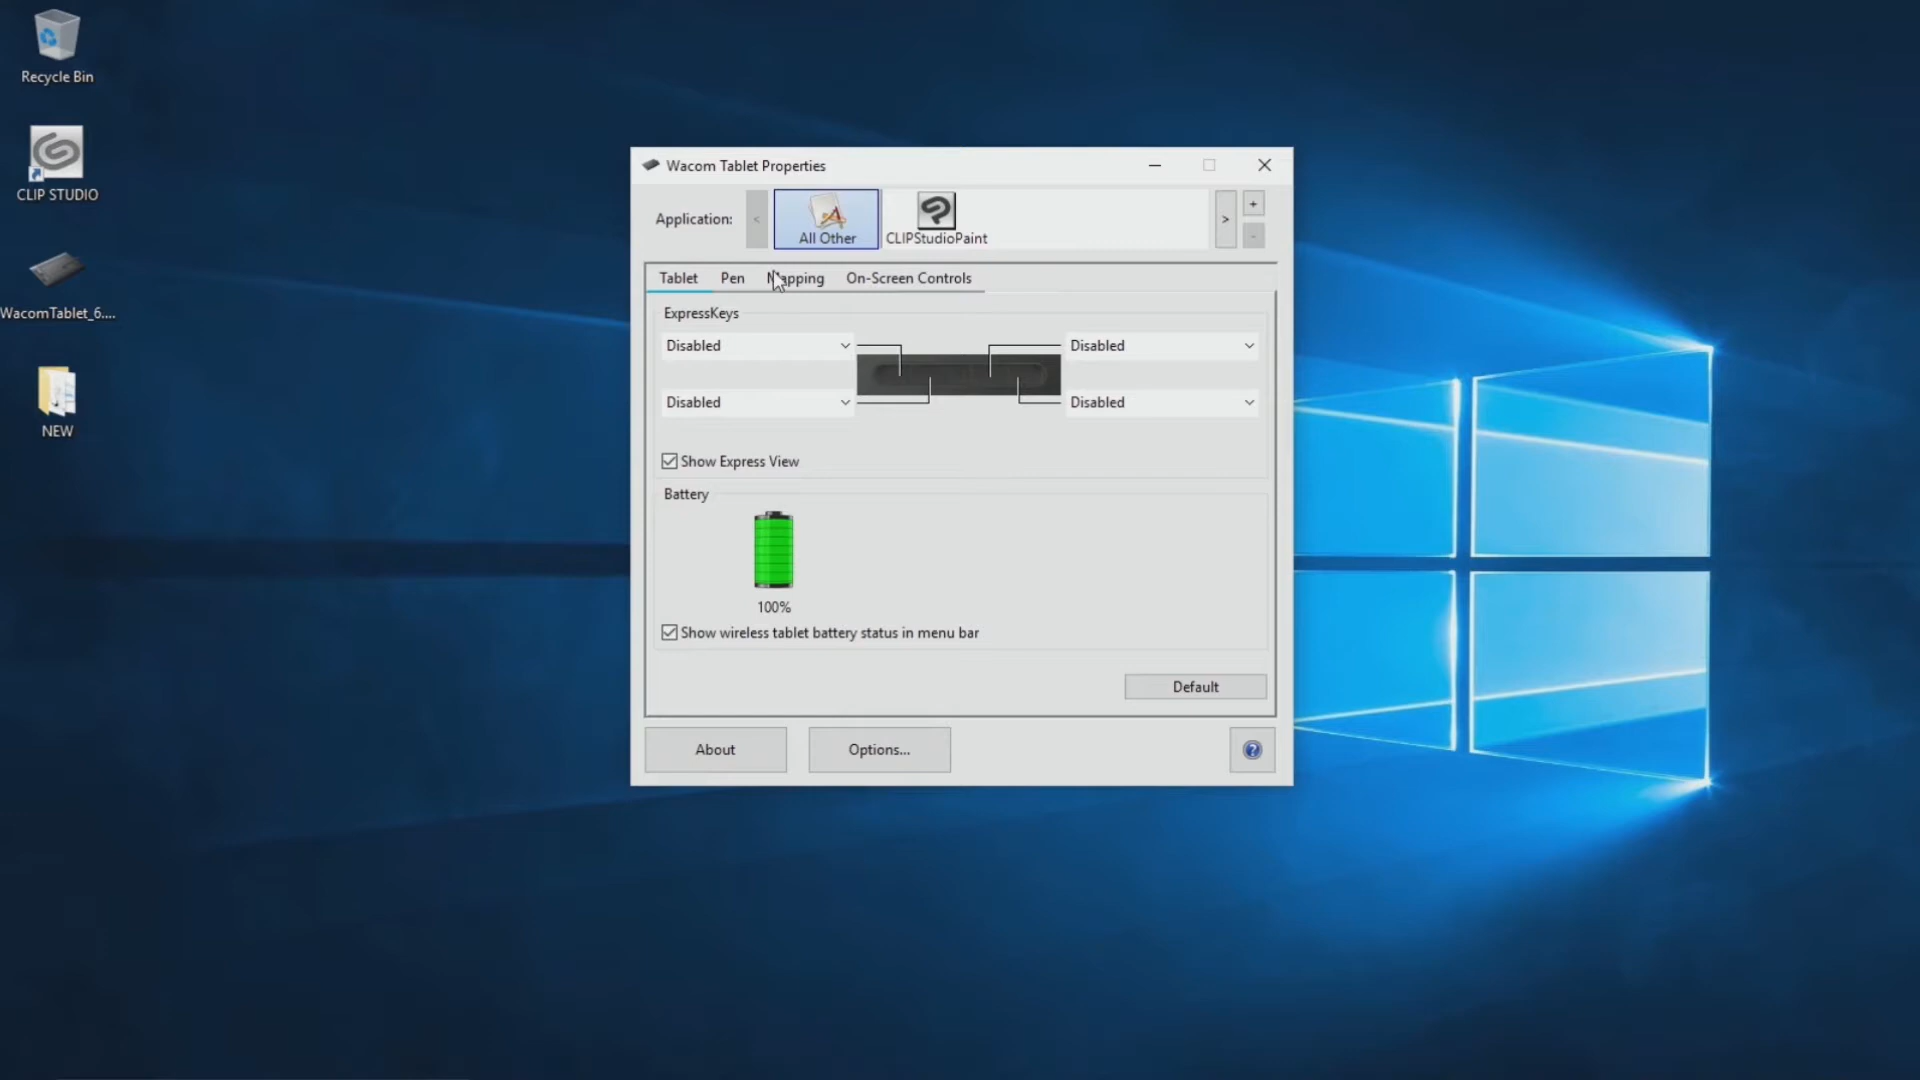 Recycle Bin
CLIP STUDIO
WacomTablet_6....
NEW
Wacom Tablet Properties
Application:
<
All Other
CLIPStudioPaint
>
+
-
Tablet
Pen
Mapping
On-Screen Controls
ExpressKeys
Disabled
Disabled
Disabled
Disabled
Show Express View
Battery
100%
Show wireless tablet battery status in menu bar
Default
About
Options...
?